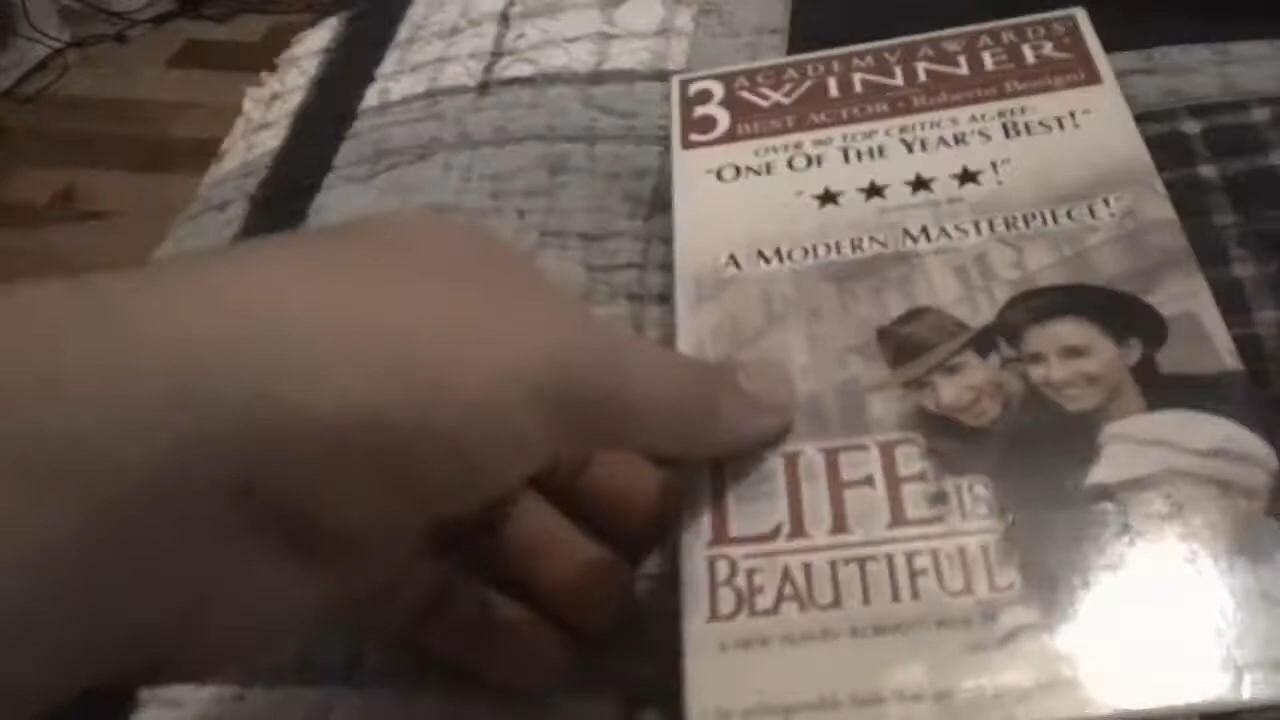 3 ACADEMY AWARDS
WINNER
BEST ACTOR • Roberto Benigni
OVER 90 TOP CRITICS AGREE:
"ONE OF THE YEAR'S BEST!"
"★★★★!"
A MODERN MASTERPIECE!"
LIFE IS
BEAUTIFUL